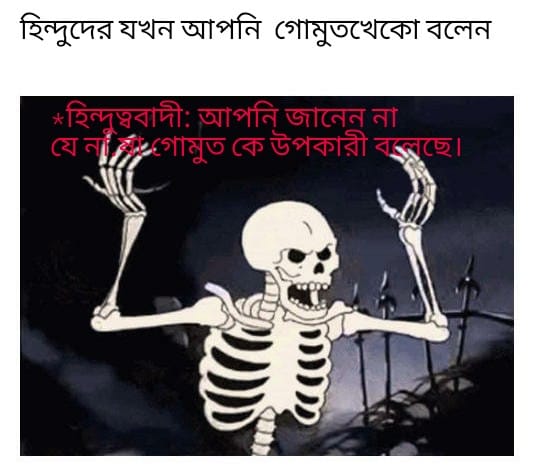 হিন্দুদের যখন আপনি গোমুতখেকো বলেন
*হিন্দুত্ববাদী: আপনি জানেন না
যে নাষা গোমুত কে উপকারী বলেছে।